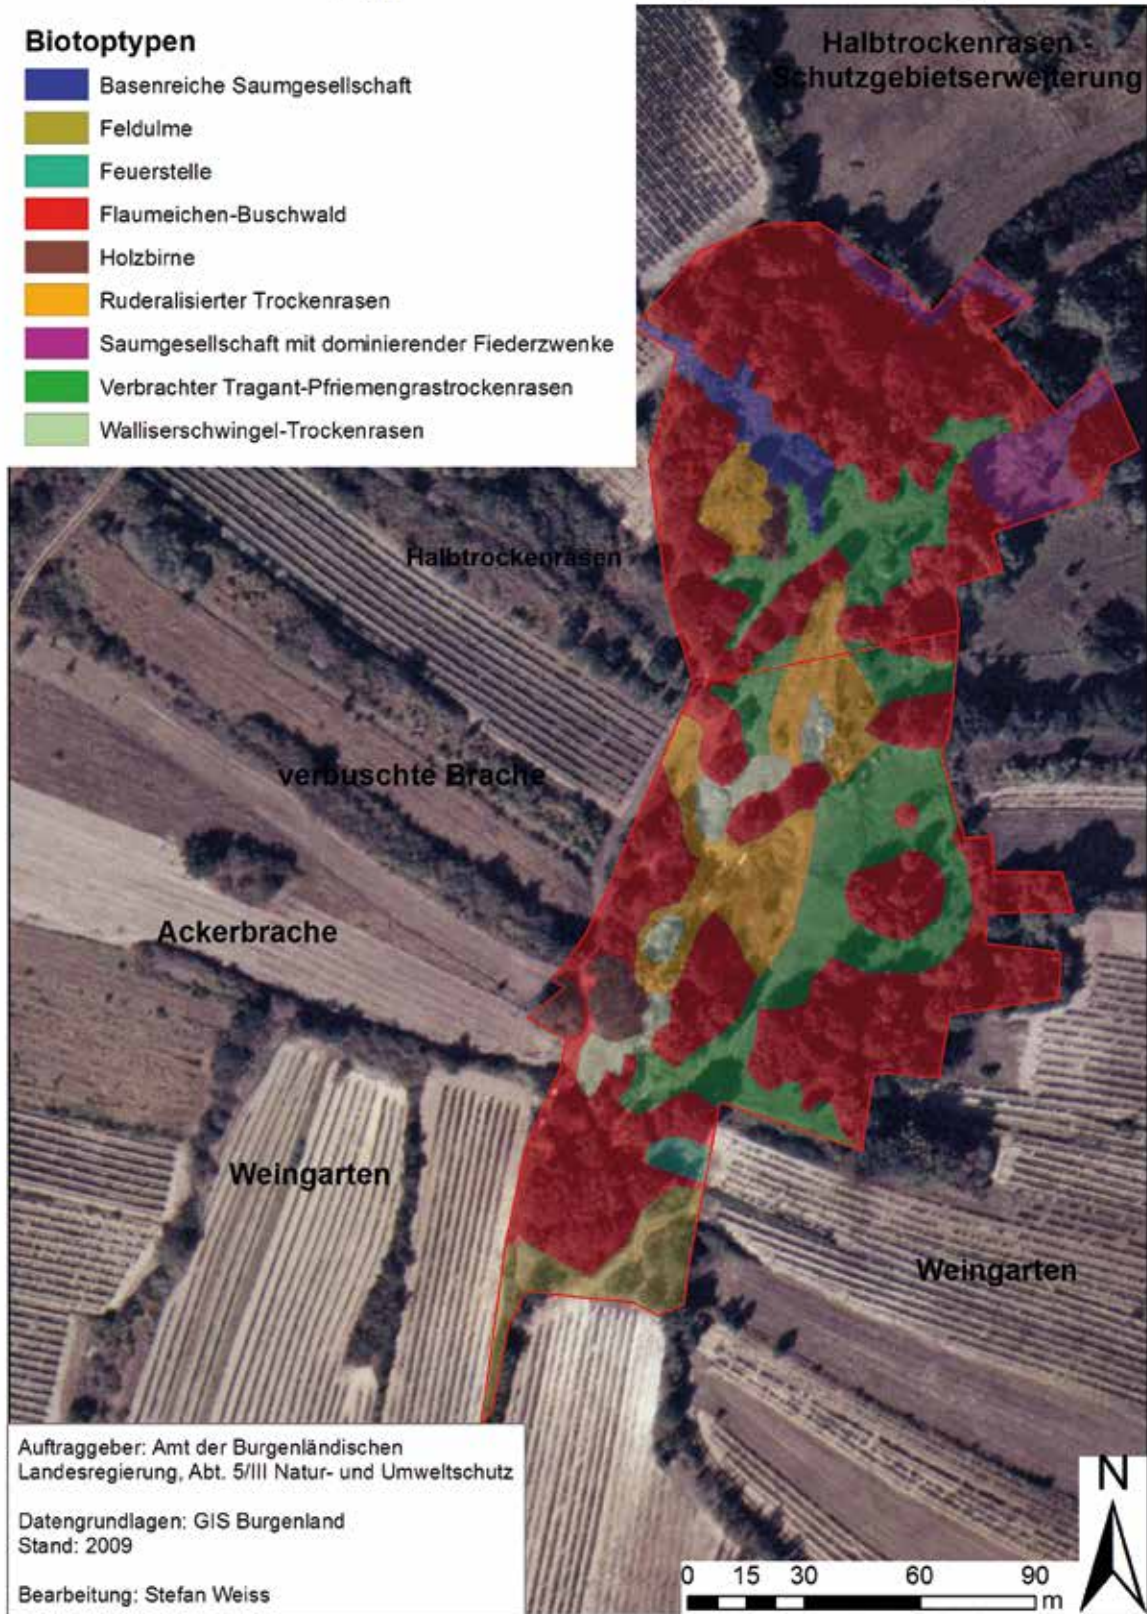 Biotoptypen
Basenreiche Saumgesellschaft
Feldulme
Feuerstelle
Flaumeichen-Buschwald
Holzbirne
Ruderalisierter Trockenrasen
Saumgesellschaft mit dominierender Fiederzwenke
Verbrachter Tragant-Pfriemengrastrockenrasen
Walliserschwingel-Trockenrasen
Halbtrockenrasen -
Schutzgebietserweiterung
Halbtrockenrasen
verbuschte Brache
Ackerbrache
Weingarten
Weingarten
Auftraggeber: Amt der Burgenländischen
Landesregierung, Abt. 5/III Natur- und Umweltschutz
Datengrundlagen: GIS Burgenland
Stand: 2009
Bearbeitung: Stefan Weiss
0 15 30 60 90
m
N